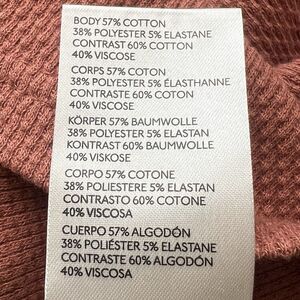 BODY 57% COTTON
38% POLYESTER 5% ELASTANE
CONTRAST 60% COTTON
40% VISCOSE
CORPS 57% COTON
38% POLYESTER 5% ÉLASTHANNE
CONTRASTE 60% COTON
40% VISCOSE
KÖRPER 57% BAUMWOLLE
38% POLYESTER 5% ELASTAN
KONTRAST 60% BAUMWOLLE
40% VISKOSE
CORPO 57% COTONE
38% POLIESTERE 5% ELASTAN
CONTRASTO 60% COTONE
40% VISCOSA
CUERPO 57% ALGODÓN
38% POLIÉSTER 5% ELASTANE
CONTRASTE 60% ALGODÓN
40% VISCOSA